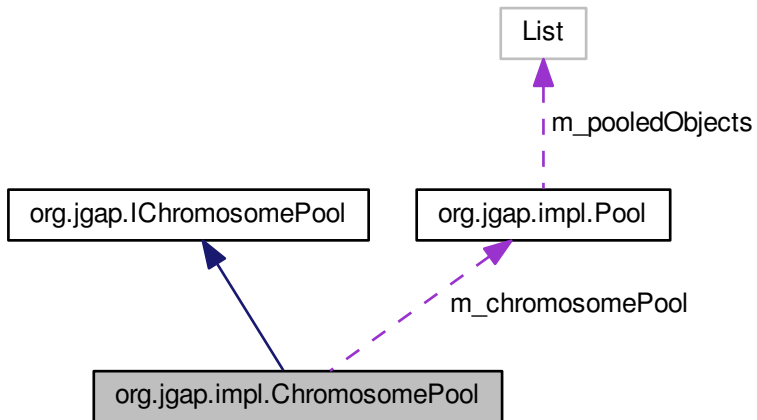 List
m_pooledObjects
org.jgap.IChromosomePool
org.jgap.impl.Pool
m_chromosomePool
org.jgap.impl.ChromosomePool